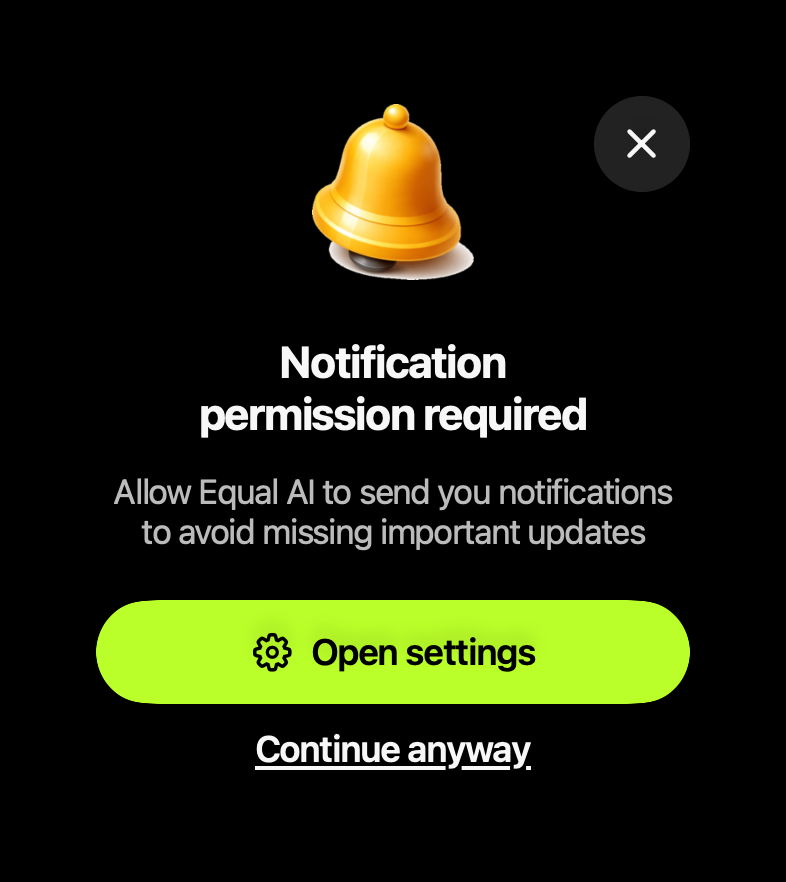 Notification
permission required
Allow Equal AI to send you notifications
to avoid missing important updates
Open settings
Continue anyway